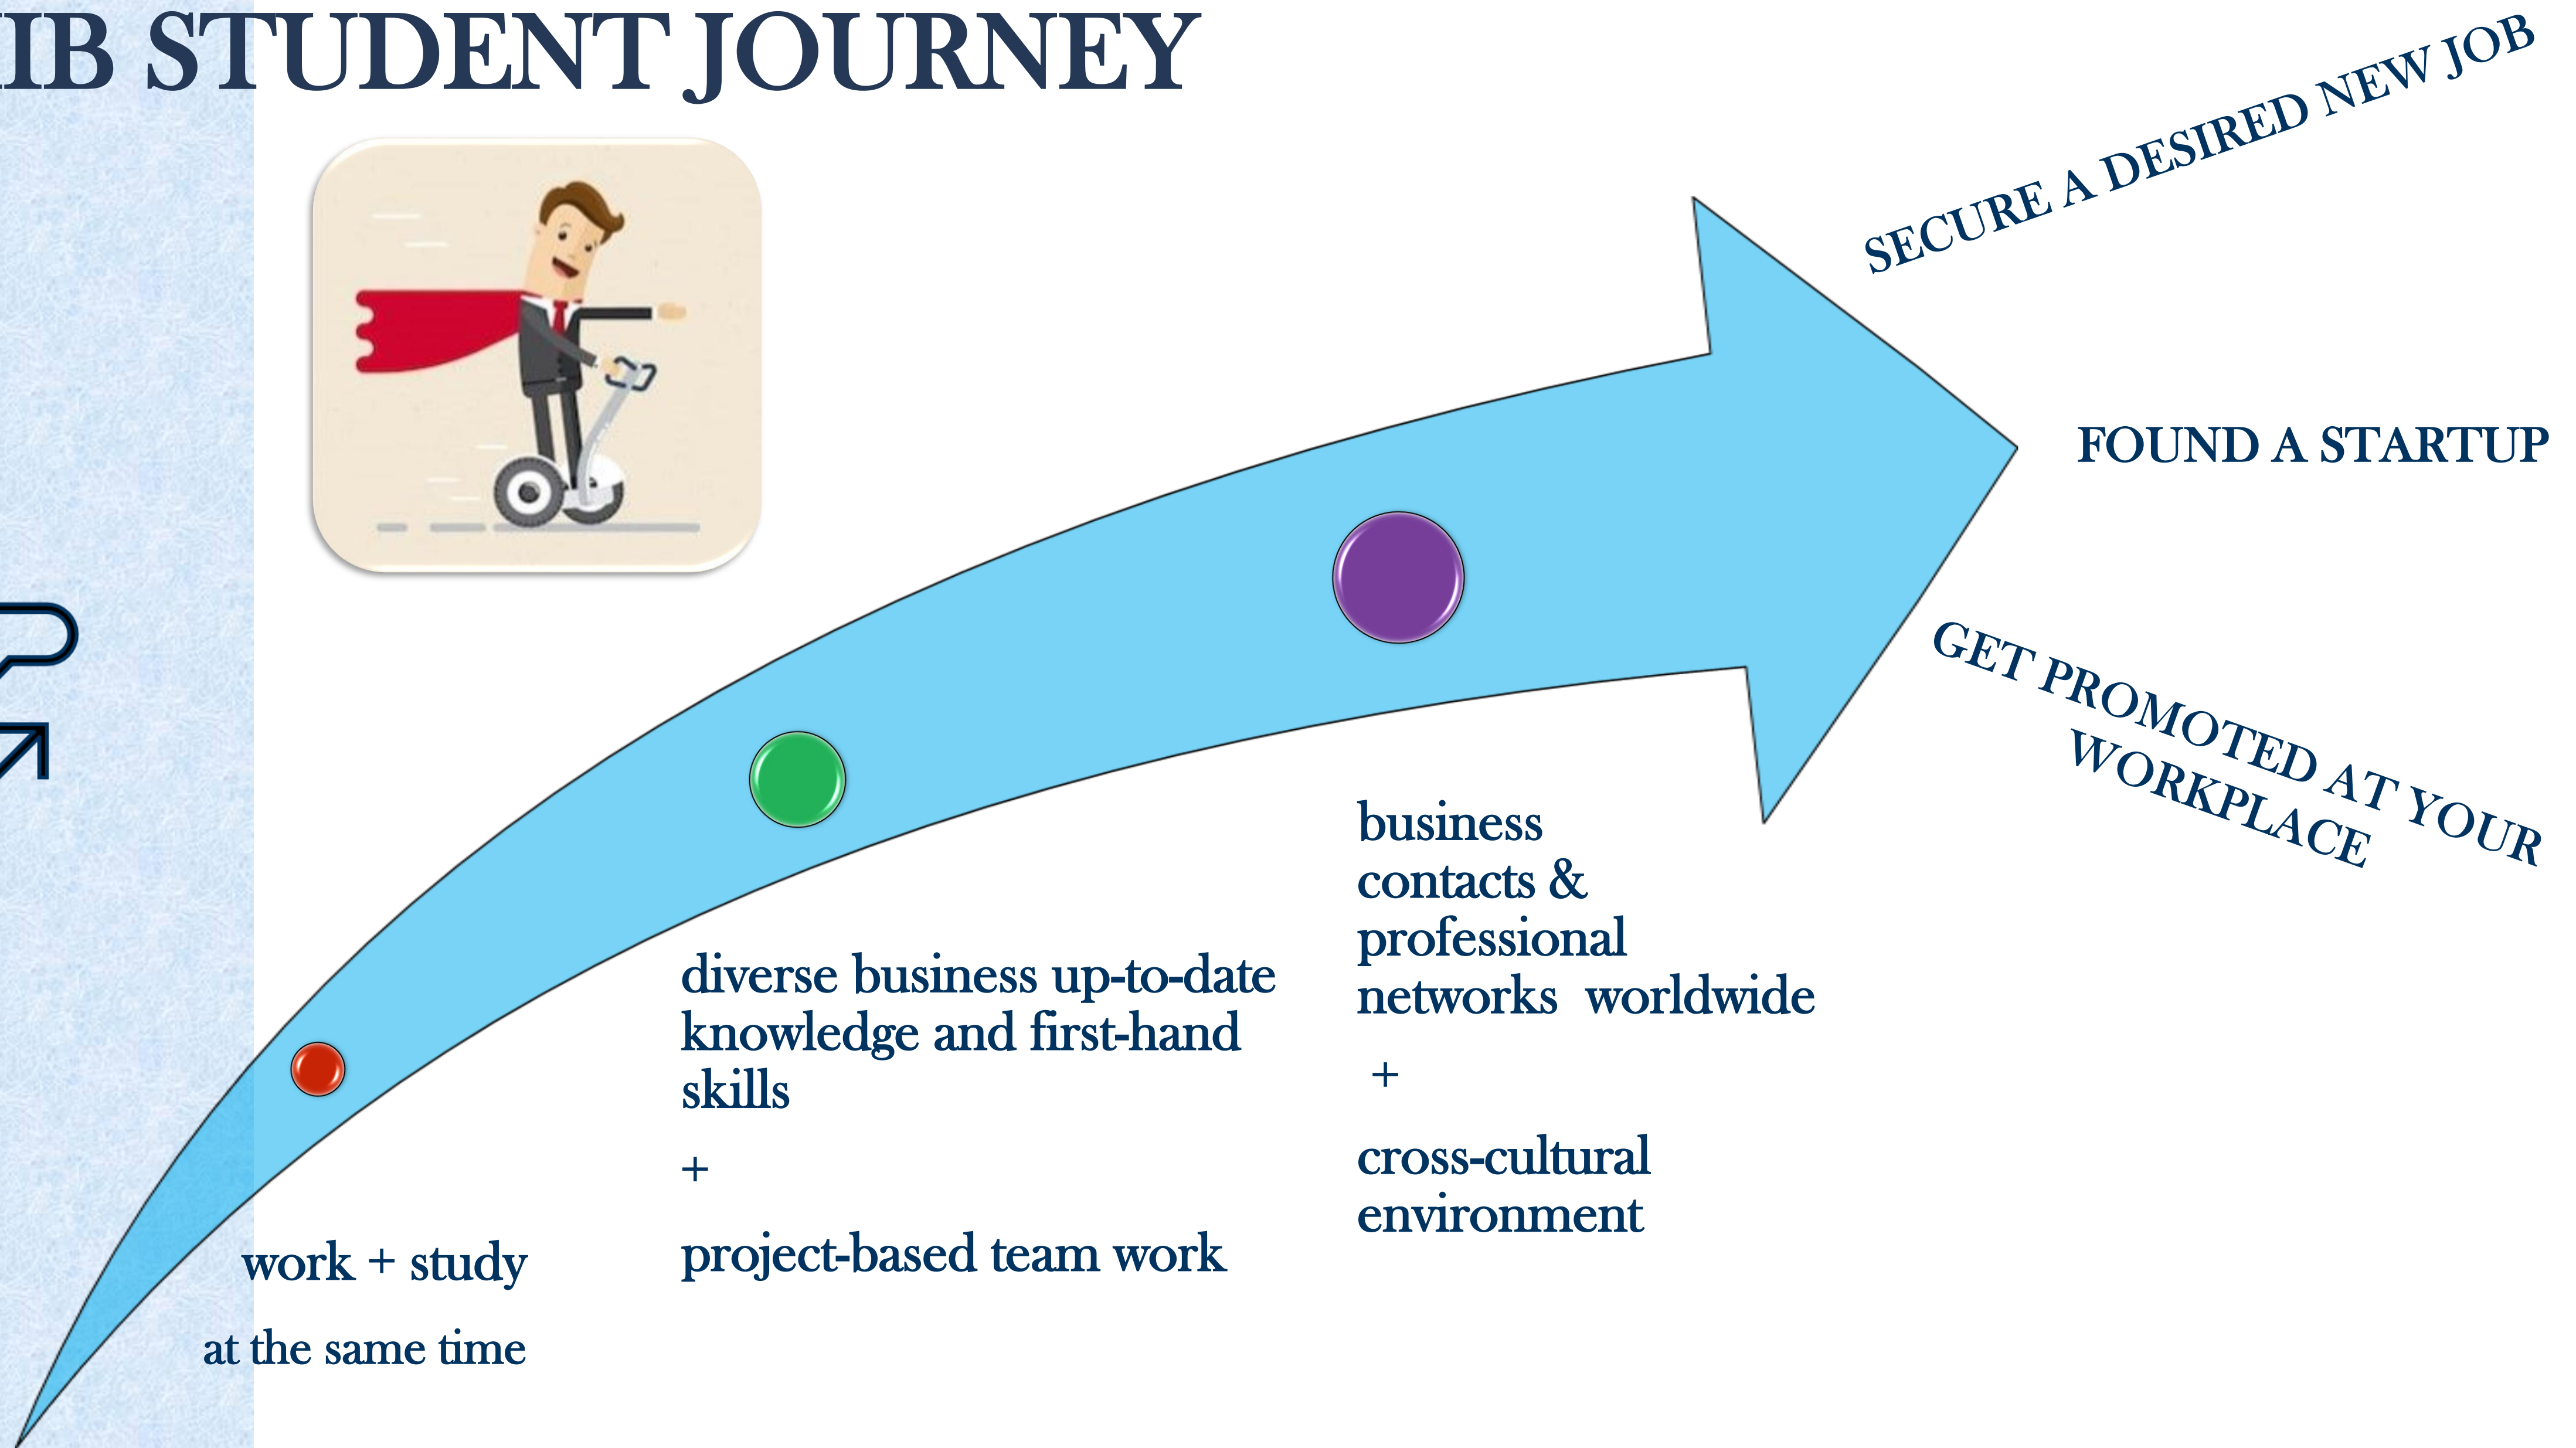 IB STUDENT JOURNEY
SECURE A DESIRED NEW JOB
FOUND A STARTUP
GET PROMOTED AT YOUR
WORKPLACE
business
contacts &
professional
networks worldwide
+
cross-cultural
environment
diverse business up-to-date
knowledge and first-hand
skills
+
project-based team work
work + study
at the same time